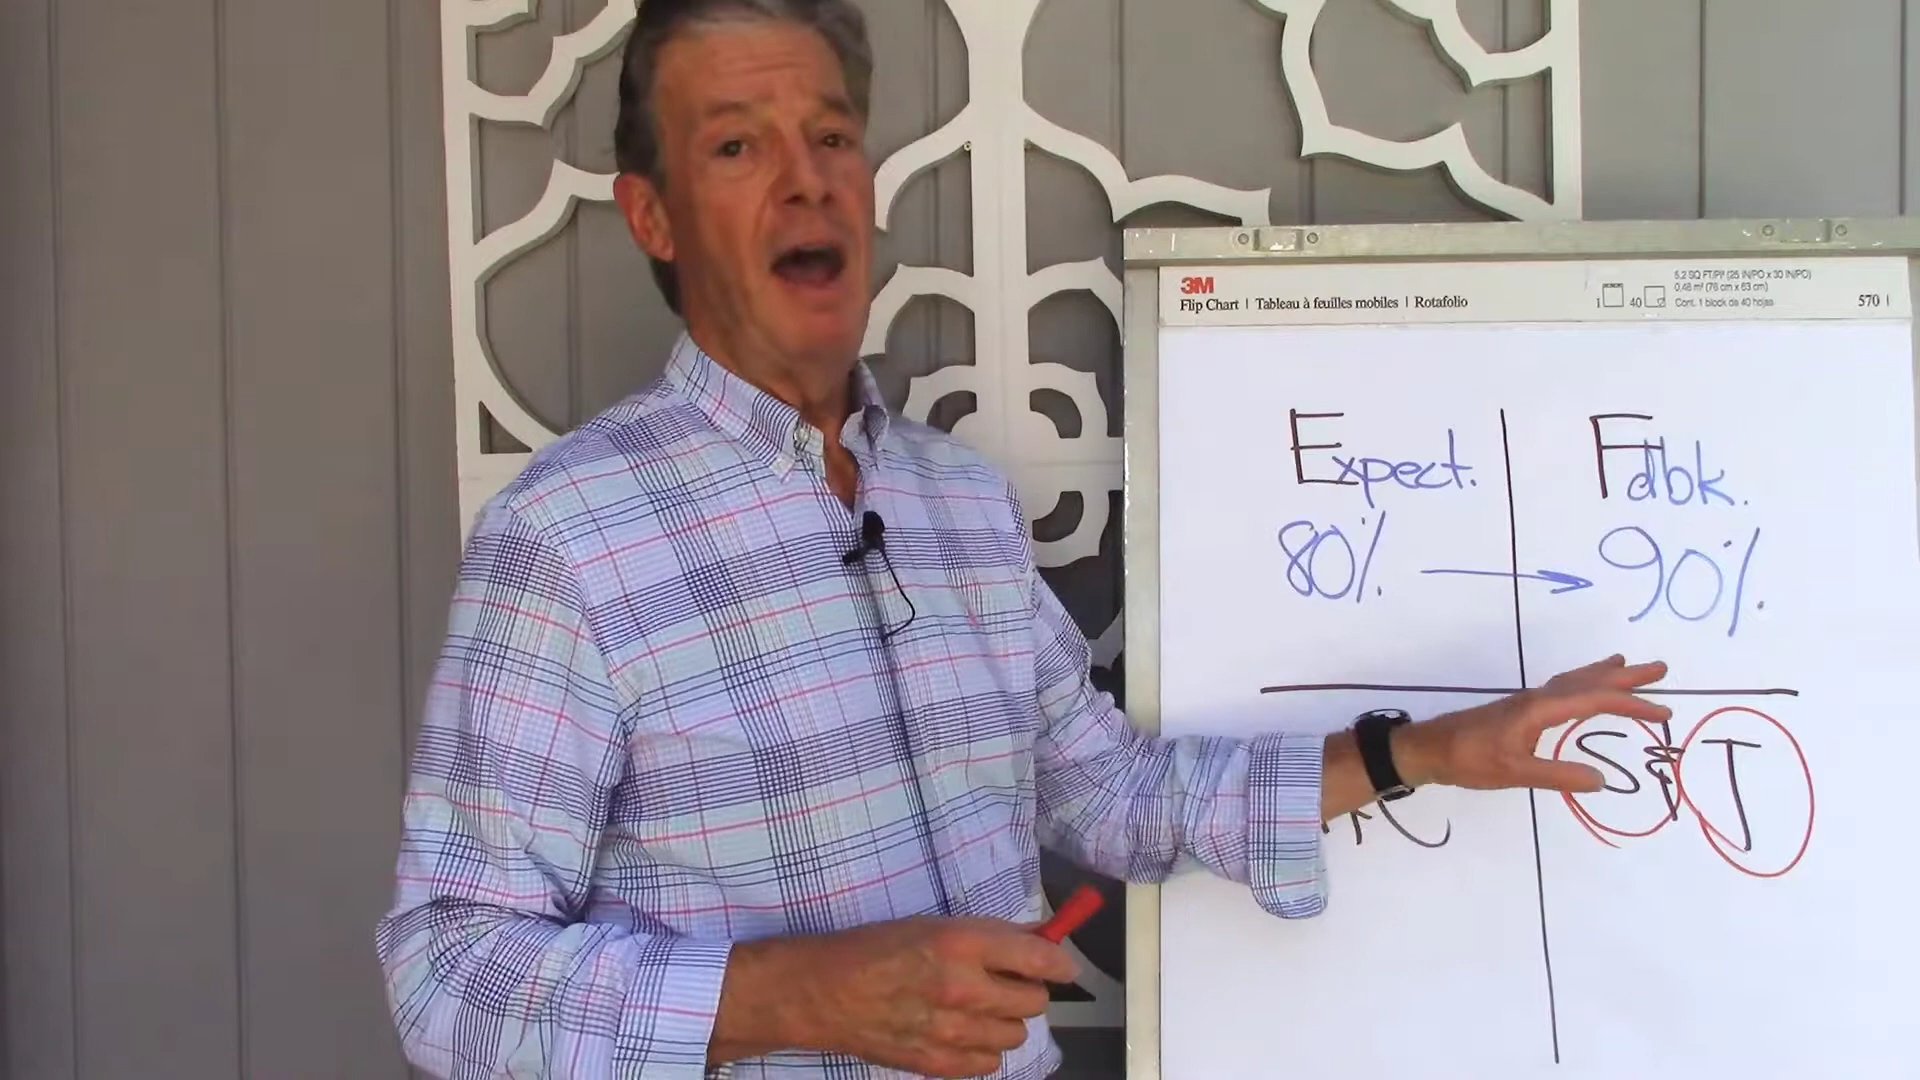 3M
Flip Chart | Tableau à feuilles mobiles | Rotafolio
1 40
5,2 SQ FT/PI² (25 IN/PO x 30 IN/PO)
0,48 m² (76 cm x 63 cm)
Cont. 1 block de 40 hojas
570
Expect. Fdbk.
80% → 90%
S & T